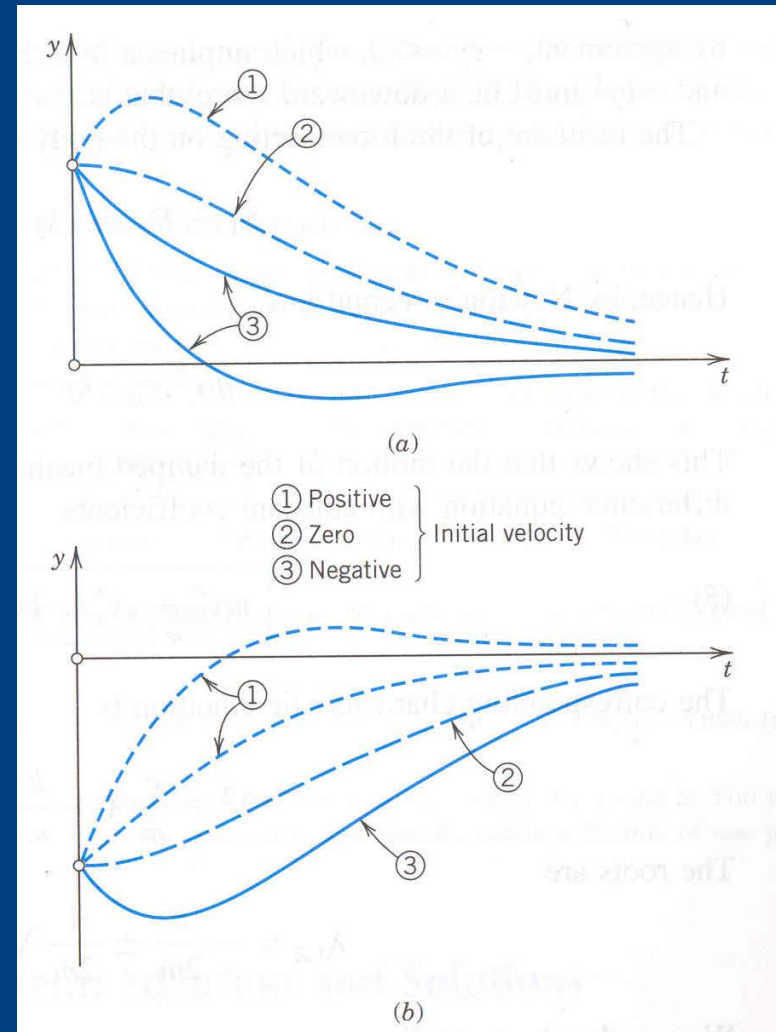 y
①
②
③
t
(a)
① Positive
② Zero
③ Negative
Initial velocity
y
t
①
②
③
(b)